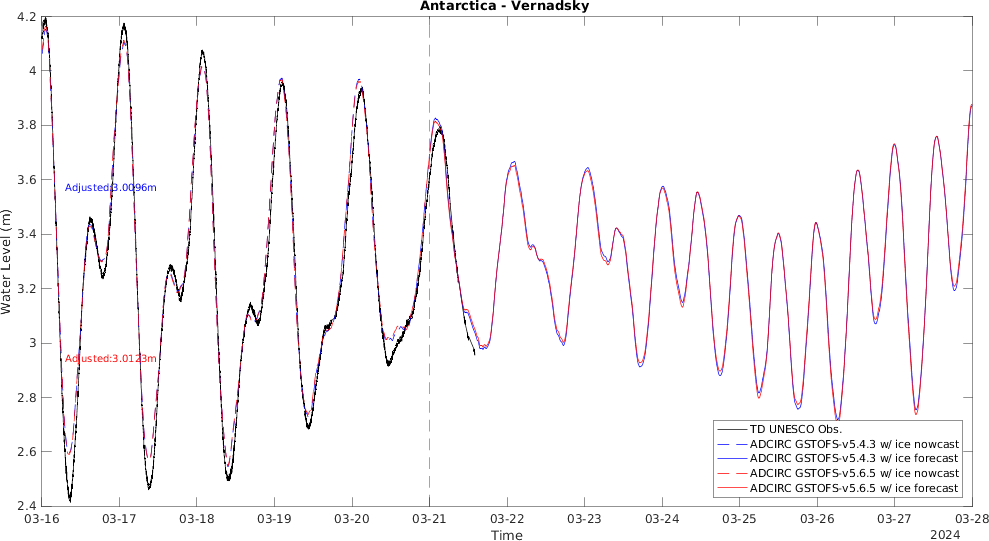 Antarctica - Vernadsky
Water Level (m)
4.2
4
3.8
3.6
3.4
3.2
3
2.8
2.6
2.4
Adjusted:3.0096m
Adjusted:3.0123m
TD UNESCO Obs.
ADCIRC GSTOFS-v5.4.3 w/ ice nowcast
ADCIRC GSTOFS-v5.4.3 w/ ice forecast
ADCIRC GSTOFS-v5.6.5 w/ ice nowcast
ADCIRC GSTOFS-v5.6.5 w/ ice forecast
03-16 03-17 03-18 03-19 03-20 03-21 03-22 03-23 03-24 03-25 03-26 03-27 03-28
Time
2024